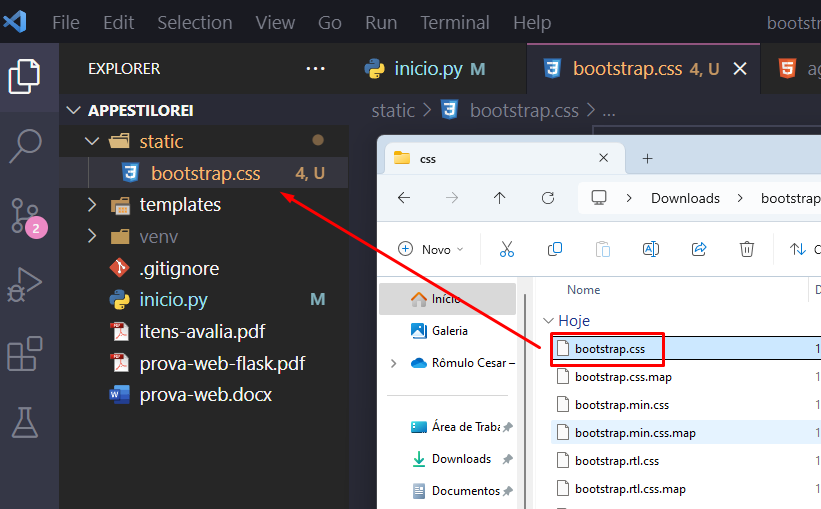 File Edit Selection View Go Run Terminal Help
EXPLORER ...
inicio.py M
bootstrap.css 4, U
APPESTILOREI
static
bootstrap.css 4, U
templates
venv
.gitignore
inicio.py M
itens-avalia.pdf
prova-web-flask.pdf
prova-web.docx
2
static > bootstrap.css > ...
css
Downloads > bootstrap
Novo
Início
Galeria
Rômulo Cesar –
Área de Traba
Downloads
Documentos
Nome
Hoje
bootstrap.css
bootstrap.css.map
bootstrap.min.css
bootstrap.min.css.map
bootstrap.rtl.css
bootstrap.rtl.css.map